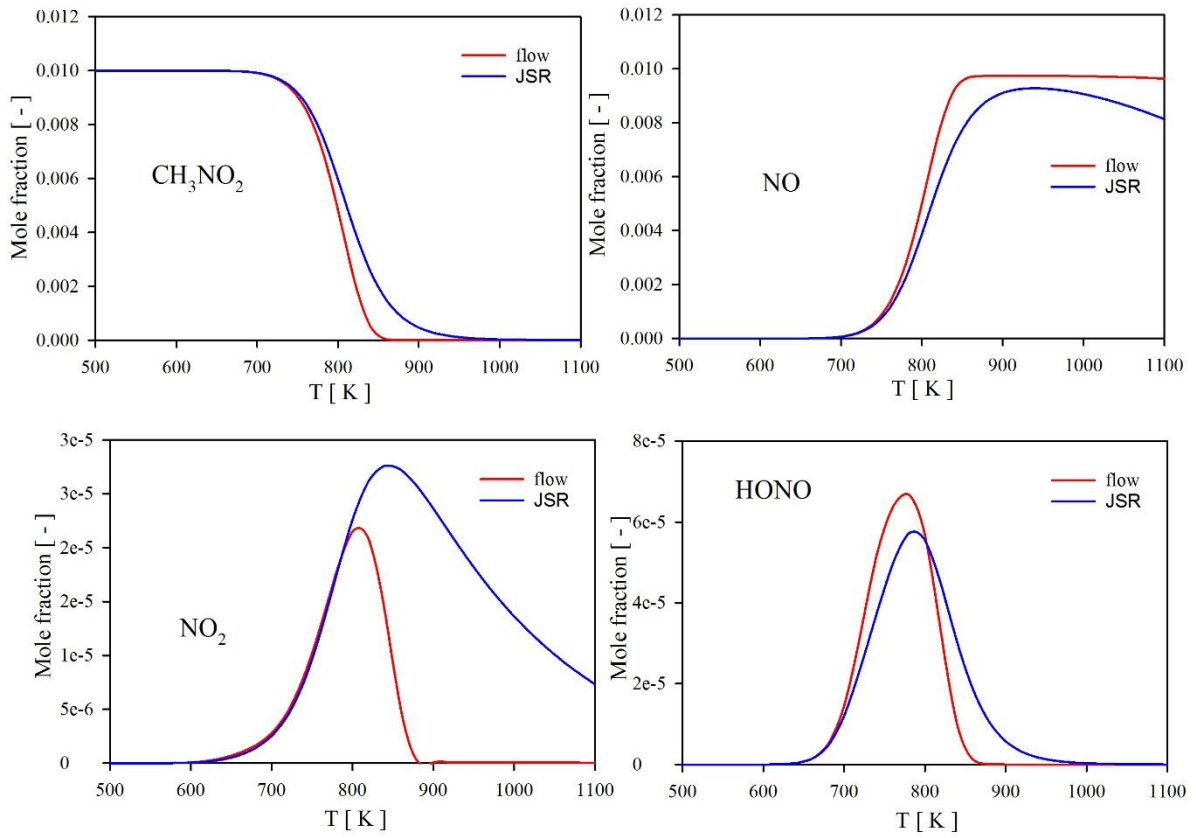 0.012
0.010
0.008
0.006
0.004
0.002
0.000
Mole fraction [ - ]
flow
JSR
CH₃NO₂
500 600 700 800 900 1000 1100
T [ K ]
0.012
0.010
0.008
0.006
0.004
0.002
0.000
Mole fraction [ - ]
NO
flow
JSR
500 600 700 800 900 1000 1100
T [ K ]
3e-5
3e-5
2e-5
2e-5
1e-5
5e-6
0
Mole fraction [ - ]
flow
JSR
NO₂
500 600 700 800 900 1000 1100
T [ K ]
8e-5
6e-5
4e-5
2e-5
0
Mole fraction [ - ]
HONO
flow
JSR
500 600 700 800 900 1000 1100
T [ K ]